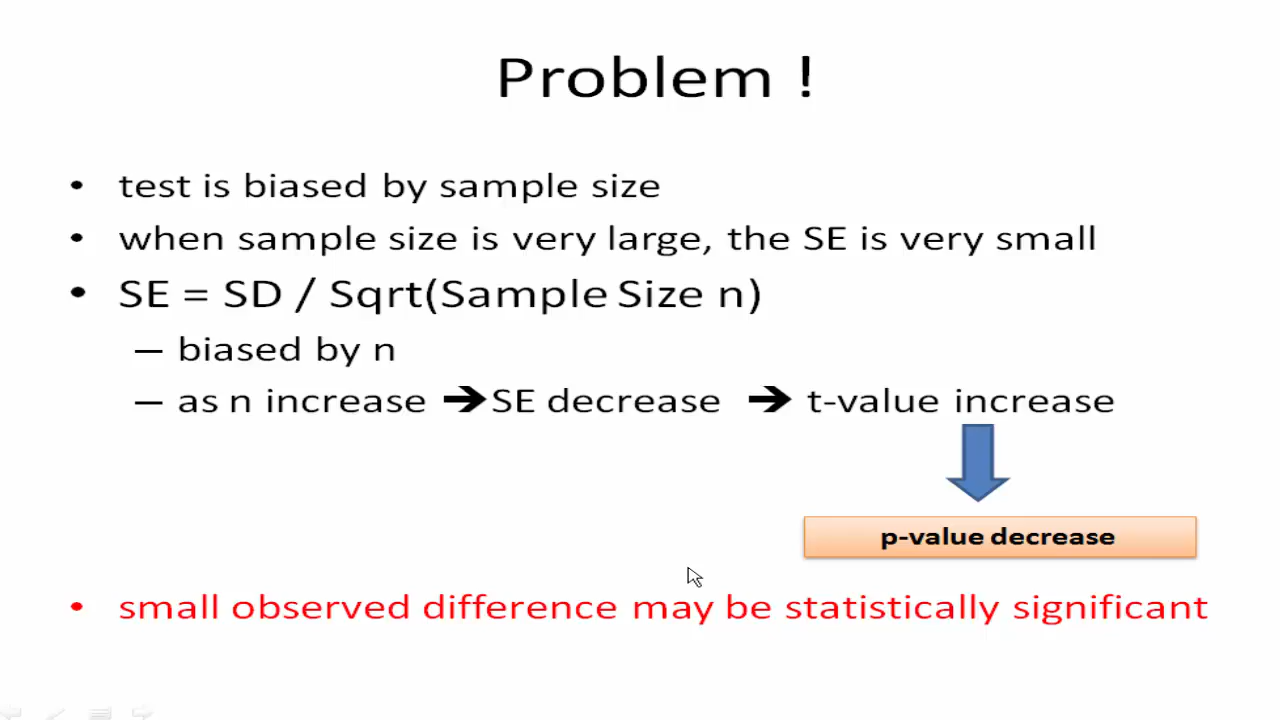 Problem !
• test is biased by sample size
• when sample size is very large, the SE is very small
• SE = SD / Sqrt(Sample Size n)
– biased by n
– as n increase ➔ SE decrease ➔ t-value increase
p-value decrease
• small observed difference may be statistically significant